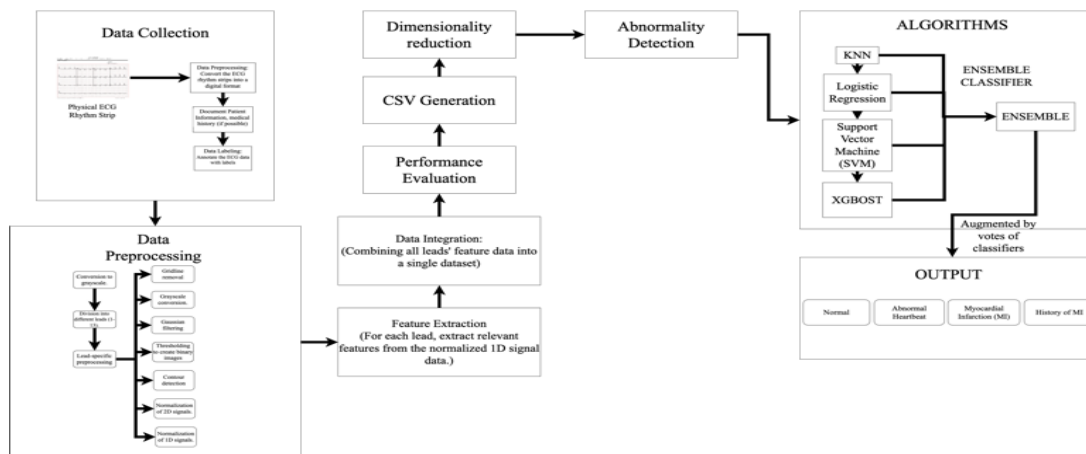 Data Collection
Physical ECG
Rhythm Strip
Data Preprocessing:
Convert the ECG
rhythm strips into a
digital format
Document Patient
Information, medical
history (if possible)
Data Labeling:
Annotate the ECG data
with labels
Data
Preprocessing
Conversion to
grayscale.
Division into
different leads (1-
13).
Lead-specific
preprocessing
Gridline
removal
Grayscale
conversion.
Gaussian
filtering
Thresholding
to create binary
images
Contour
detection
Normalization
of 2D signals.
Normalization
of 1D signals.
Feature Extraction
(For each lead, extract relevant
features from the normalized 1D signal
data.)
Data Integration:
(Combining all leads' feature data into
a single dataset)
Performance
Evaluation
CSV Generation
Dimensionality
reduction
Abnormality
Detection
ALGORITHMS
KNN
Logistic
Regression
Support
Vector
Machine
(SVM)
XGBOST
ENSEMBLE
CLASSIFIER
ENSEMBLE
Augmented by
votes of
classifiers
OUTPUT
Normal
Abnormal
Heartbeat
Myocardial
Infarction (MI)
History of MI